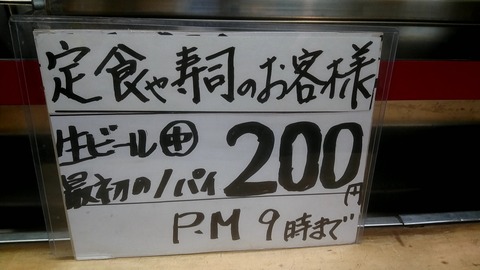 定食や寿司のお客様
生ビール㊥
最初の1パイ 200円
P.M 9時まで